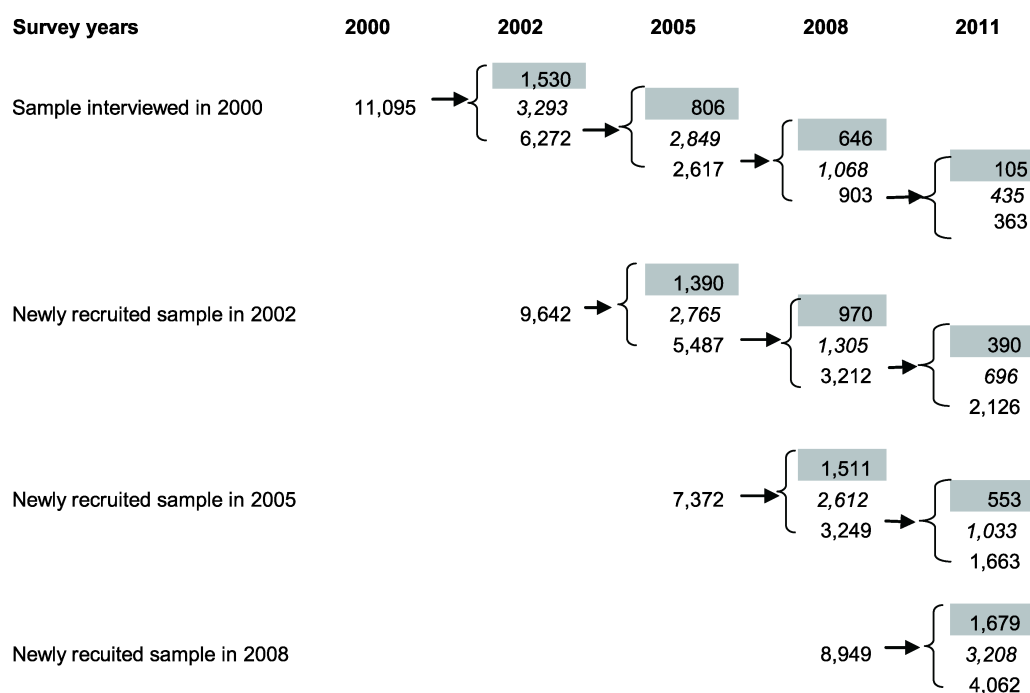 Survey years 2000 2002 2005 2008 2011
1,530
Sample interviewed in 2000 11,095 3,293 806
6,272 2,849 646
2,617 1,068 105
903 435
363
1,390
Newly recruited sample in 2002 9,642 2,765 970
5,487 1,305 390
3,212 696
2,126
1,511
Newly recruited sample in 2005 7,372 2,612 553
3,249 1,033
1,663
1,679
Newly recuited sample in 2008 8,949 3,208
4,062